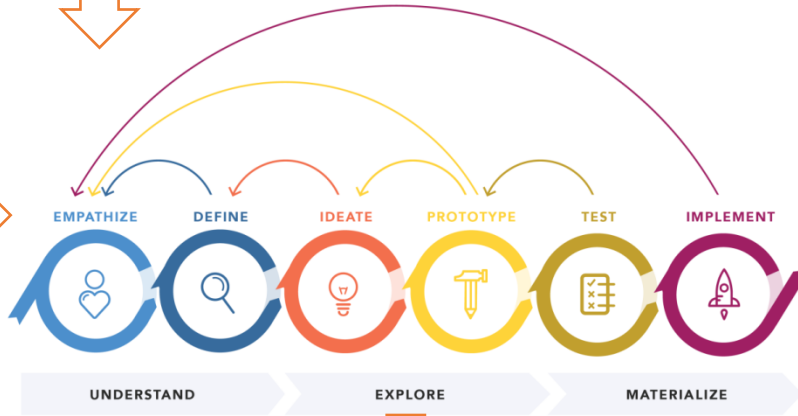 EMPATHIZE DEFINE IDEATE PROTOTYPE TEST IMPLEMENT
UNDERSTAND EXPLORE MATERIALIZE